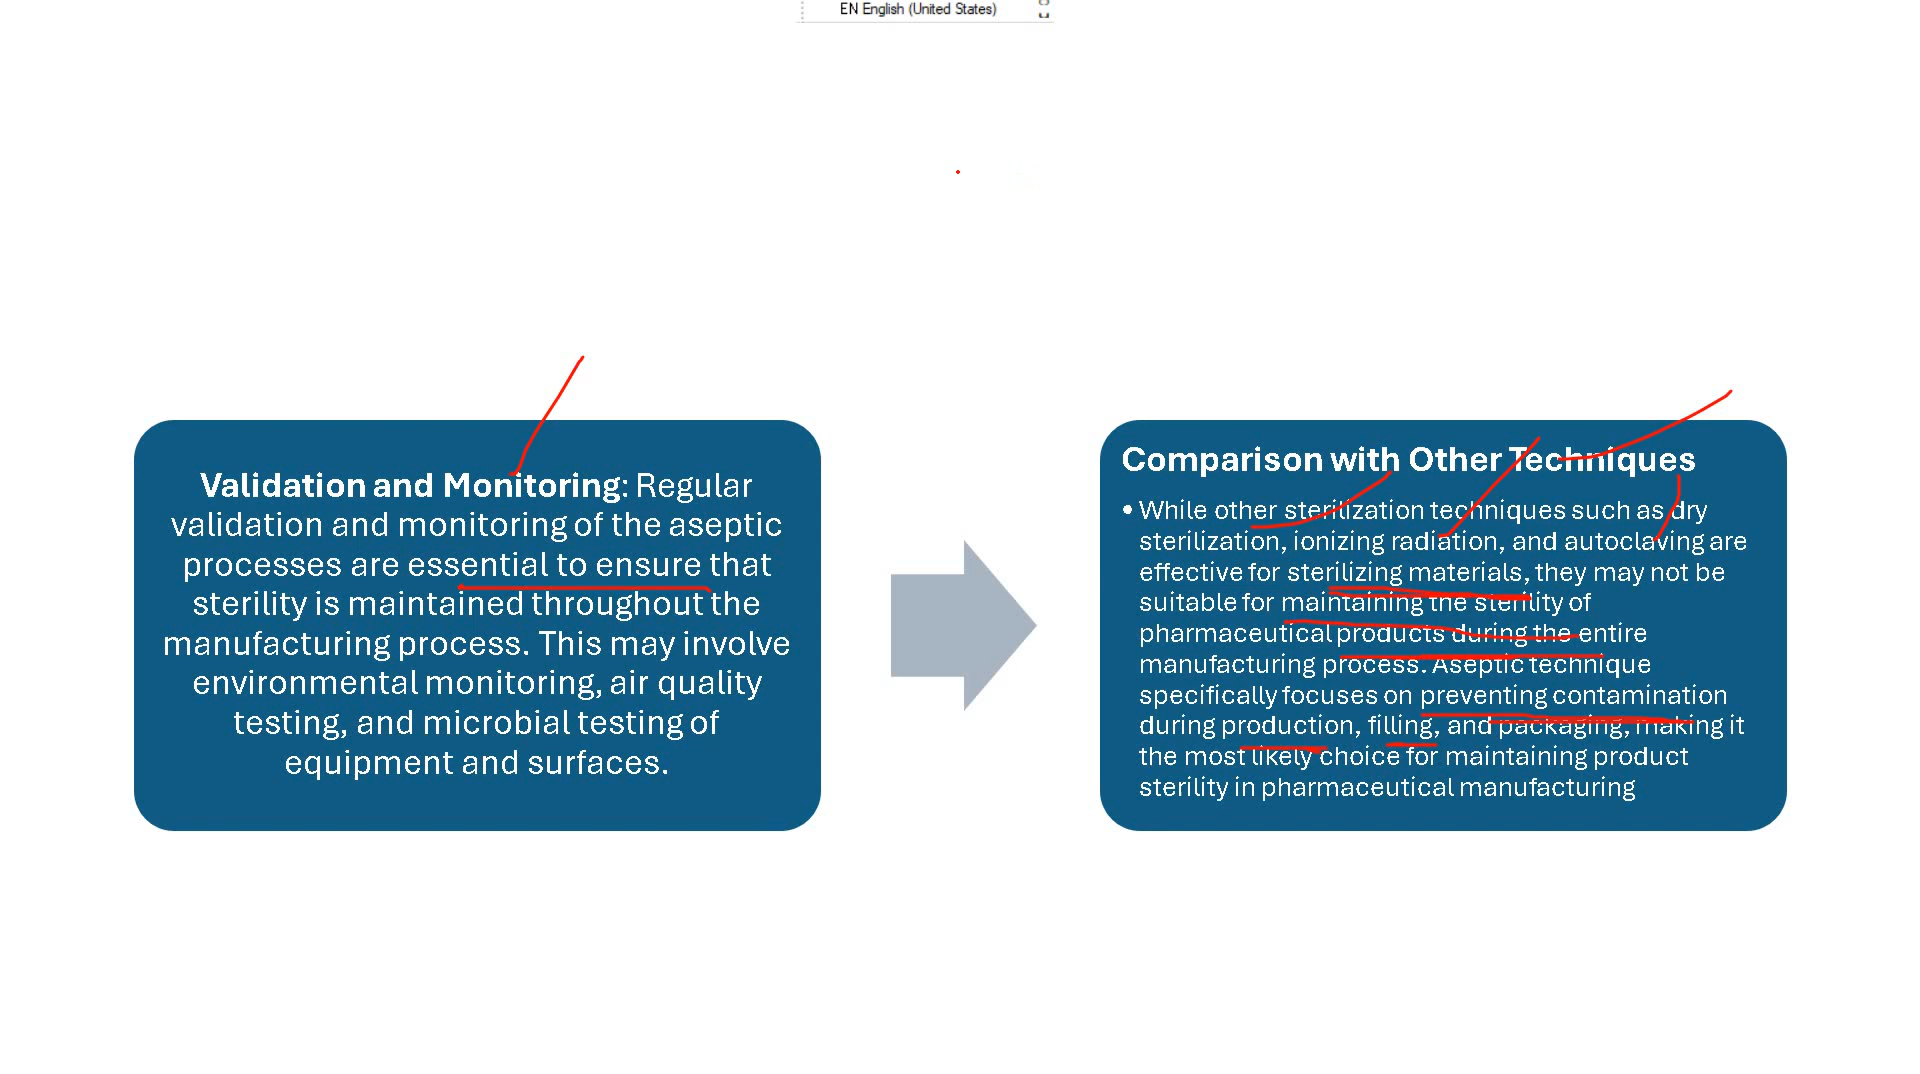 EN English (United States)
Validation and Monitoring: Regular
validation and monitoring of the aseptic
processes are essential to ensure that
sterility is maintained throughout the
manufacturing process. This may involve
environmental monitoring, air quality
testing, and microbial testing of
equipment and surfaces.
Comparison with Other Techniques
• While other sterilization techniques such as dry
sterilization, ionizing radiation, and autoclaving are
effective for sterilizing materials, they may not be
suitable for maintaining the sterility of
pharmaceutical products during the entire
manufacturing process. Aseptic technique
specifically focuses on preventing contamination
during production, filling, and packaging, making it
the most likely choice for maintaining product
sterility in pharmaceutical manufacturing